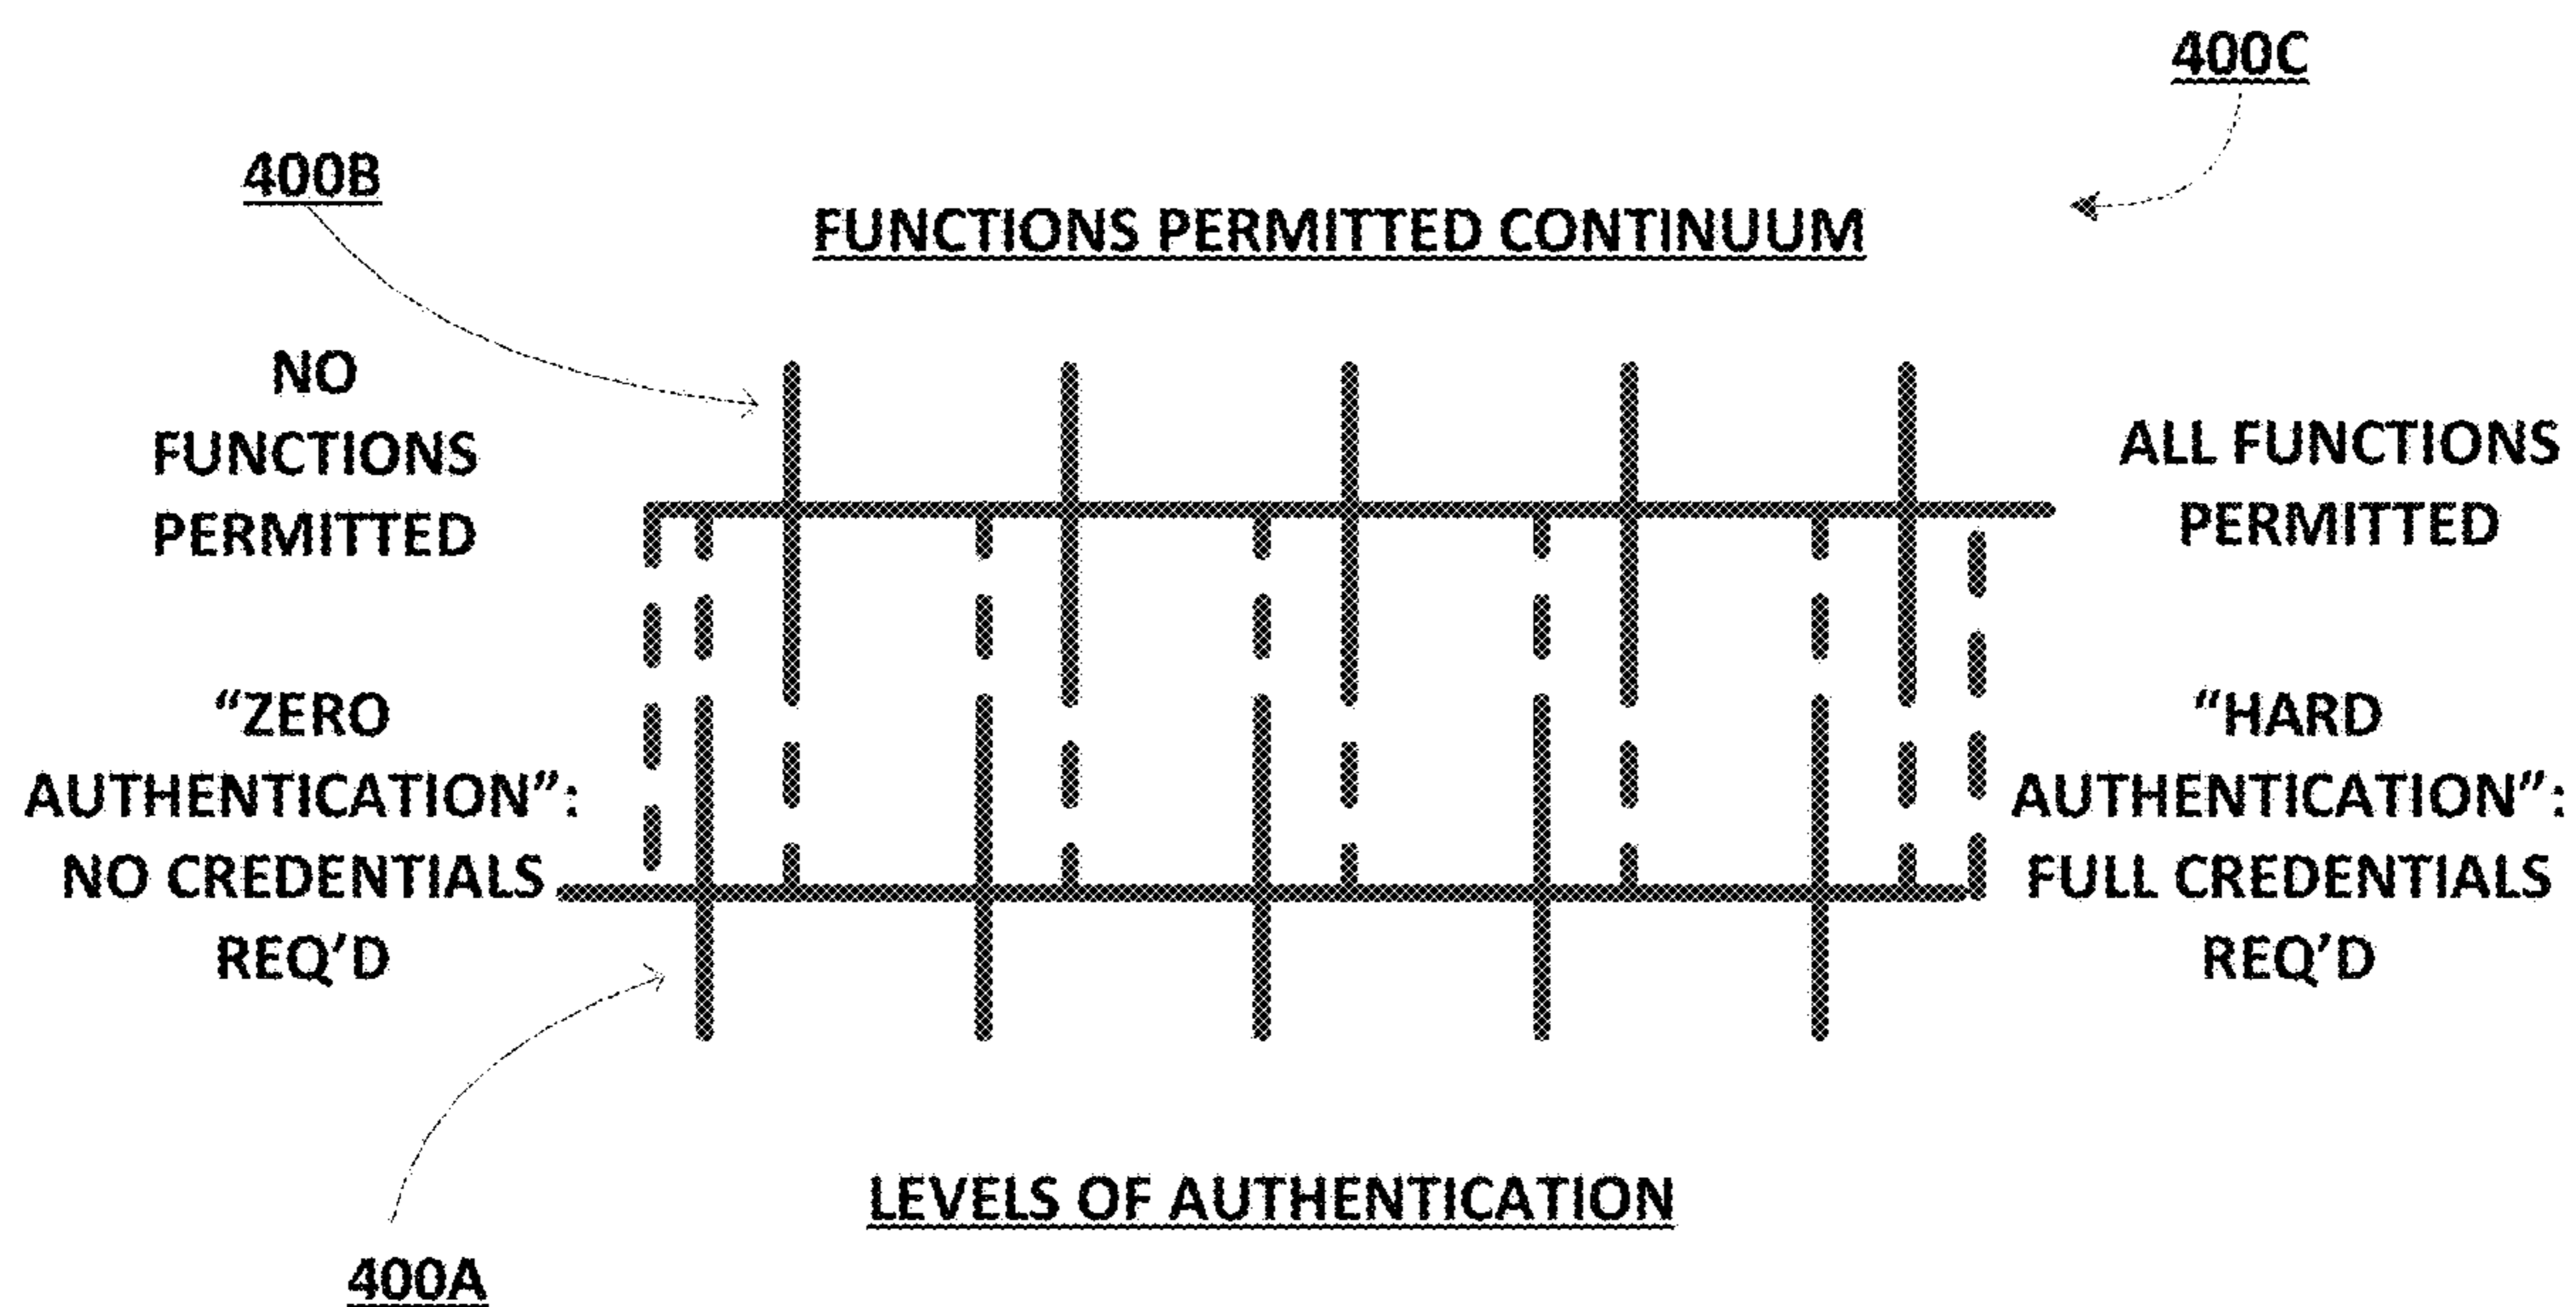 400C
400B
FUNCTIONS PERMITTED CONTINUUM
NO
FUNCTIONS
PERMITTED
ALL FUNCTIONS
PERMITTED
“ZERO
AUTHENTICATION”:
NO CREDENTIALS
REQ’D
“HARD
AUTHENTICATION”:
FULL CREDENTIALS
REQ’D
LEVELS OF AUTHENTICATION
400A